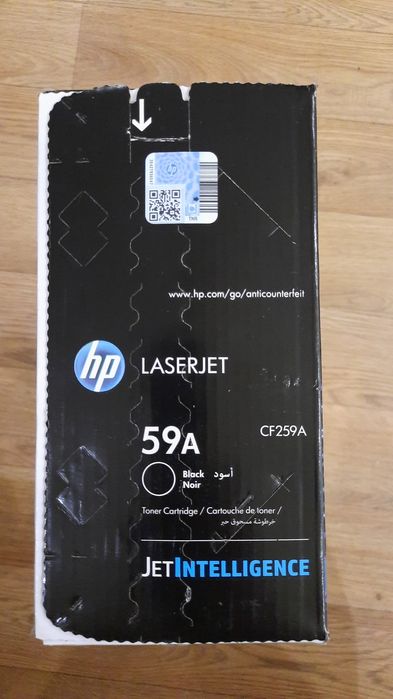 www.hp.com/go/anticounterfeit
hp LASERJET
59A CF259A
Black أسود
Noir
Toner Cartridge / Cartouche de toner /
خرطوشة مسحوق حبر
JETINTELLIGENCE